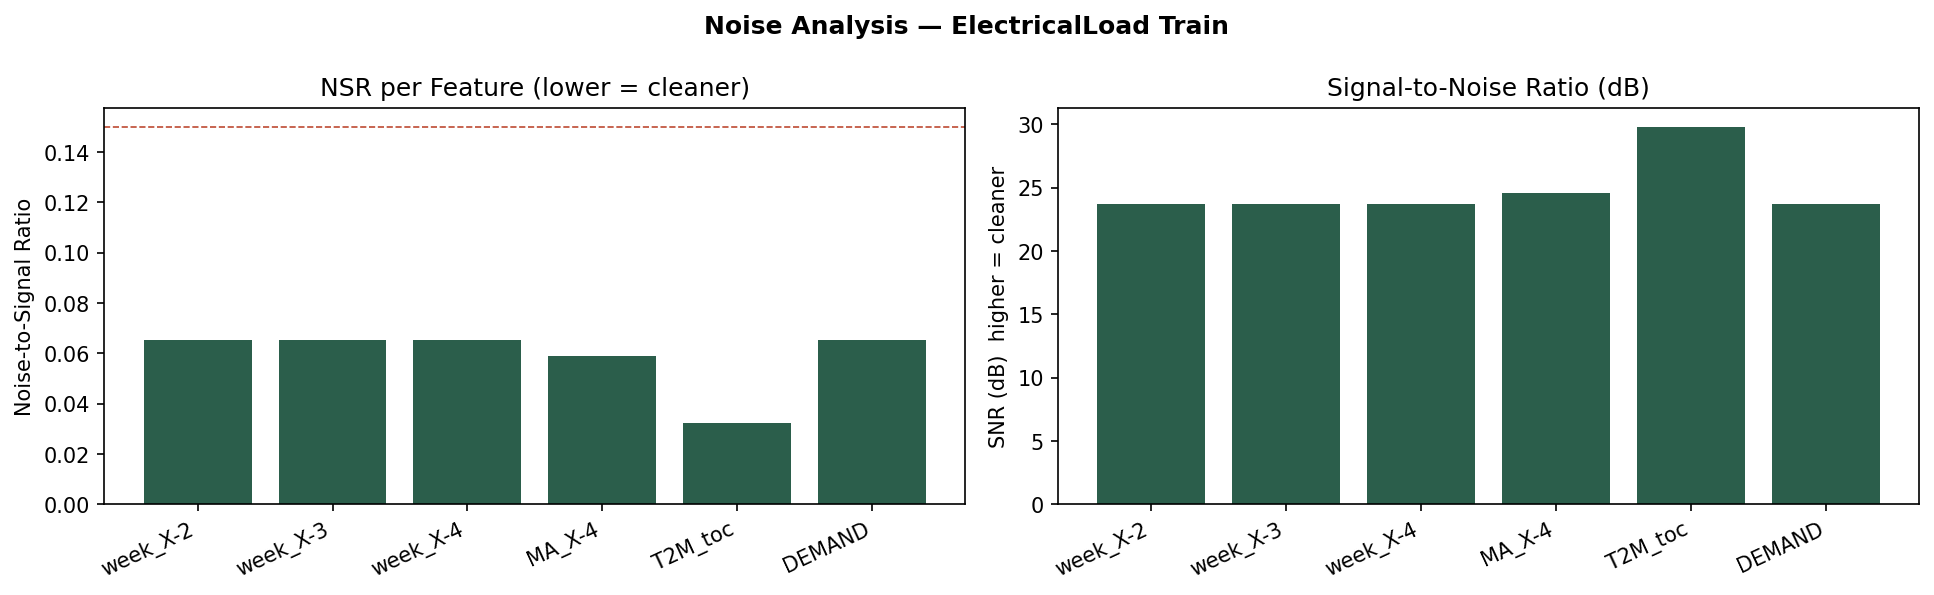 Noise Analysis — ElectricalLoad Train
NSR per Feature (lower = cleaner)
Noise-to-Signal Ratio
0.14
0.12
0.10
0.08
0.06
0.04
0.02
0.00
week_X-2
week_X-3
week_X-4
MA_X-4
T2M_toc
DEMAND
Signal-to-Noise Ratio (dB)
SNR (dB)  higher = cleaner
30
25
20
15
10
5
0
week_X-2
week_X-3
week_X-4
MA_X-4
T2M_toc
DEMAND